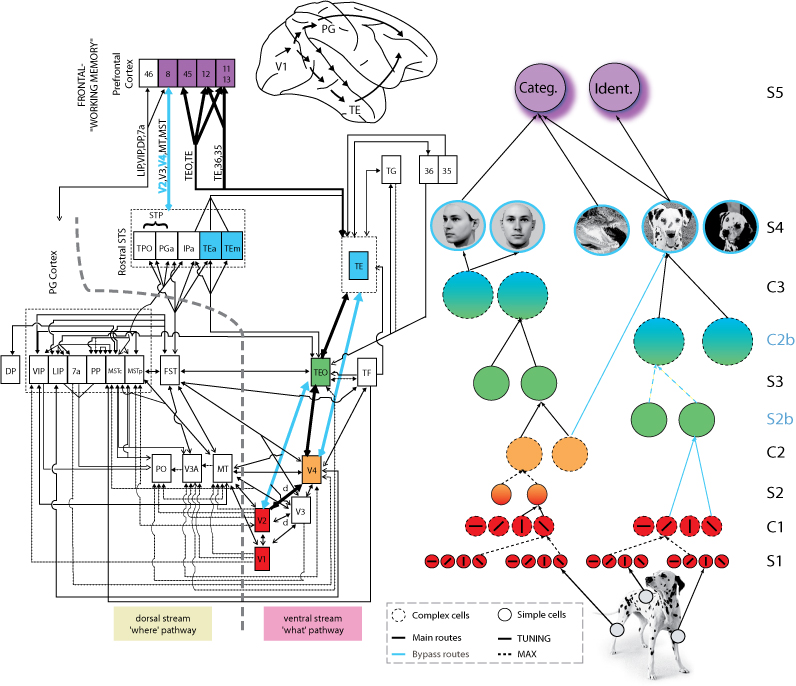 FRONTAL-
"WORKING MEMORY"
Prefrontal
Cortex
46
8
45
12
11
13
PG
V1
TE
LIP,VIP,DP,7a
V2,V3,V4,MT,MST
TEO,TE
TE,36,35
TG
36
35
STP
Rostral STS
TPO
PGa
IPa
TEa
TEm
TE
PG Cortex
DP
VIP
LIP
7a
PP
MSTc
MSTp
FST
TEO
TF
PO
V3A
MT
V4
d
V3
V2
d
V1
dorsal stream
'where' pathway
ventral stream
'what' pathway
Categ.
Ident.
S5
S4
C3
C2b
S3
S2b
C2
S2
C1
S1
Complex cells
Simple cells
Main routes
TUNING
Bypass routes
MAX